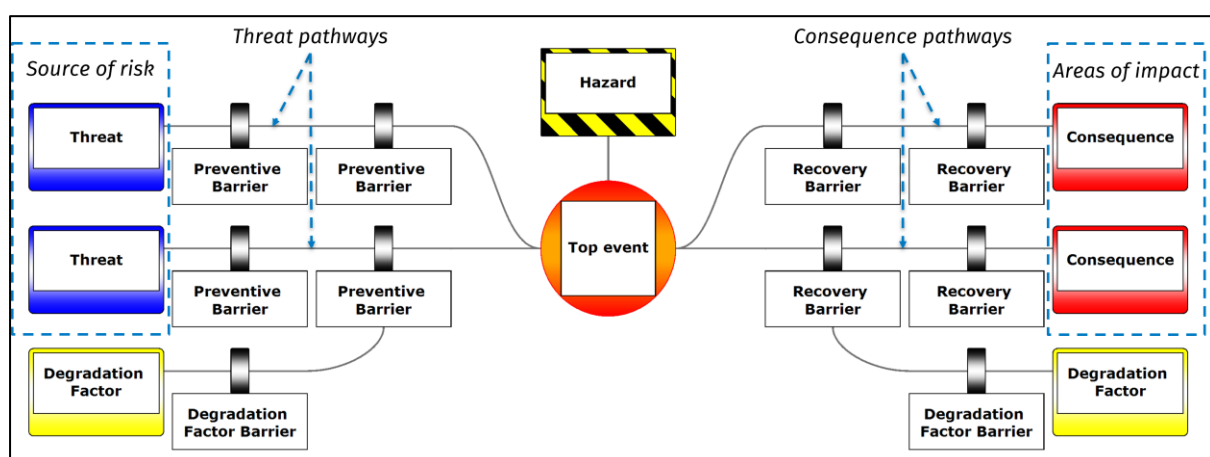 Threat pathways
Consequence pathways
Source of risk
Hazard
Areas of impact
Threat
Preventive
Barrier
Preventive
Barrier
Recovery
Barrier
Recovery
Barrier
Consequence
Top event
Threat
Preventive
Barrier
Preventive
Barrier
Recovery
Barrier
Recovery
Barrier
Consequence
Degradation
Factor
Degradation
Factor Barrier
Degradation
Factor Barrier
Degradation
Factor